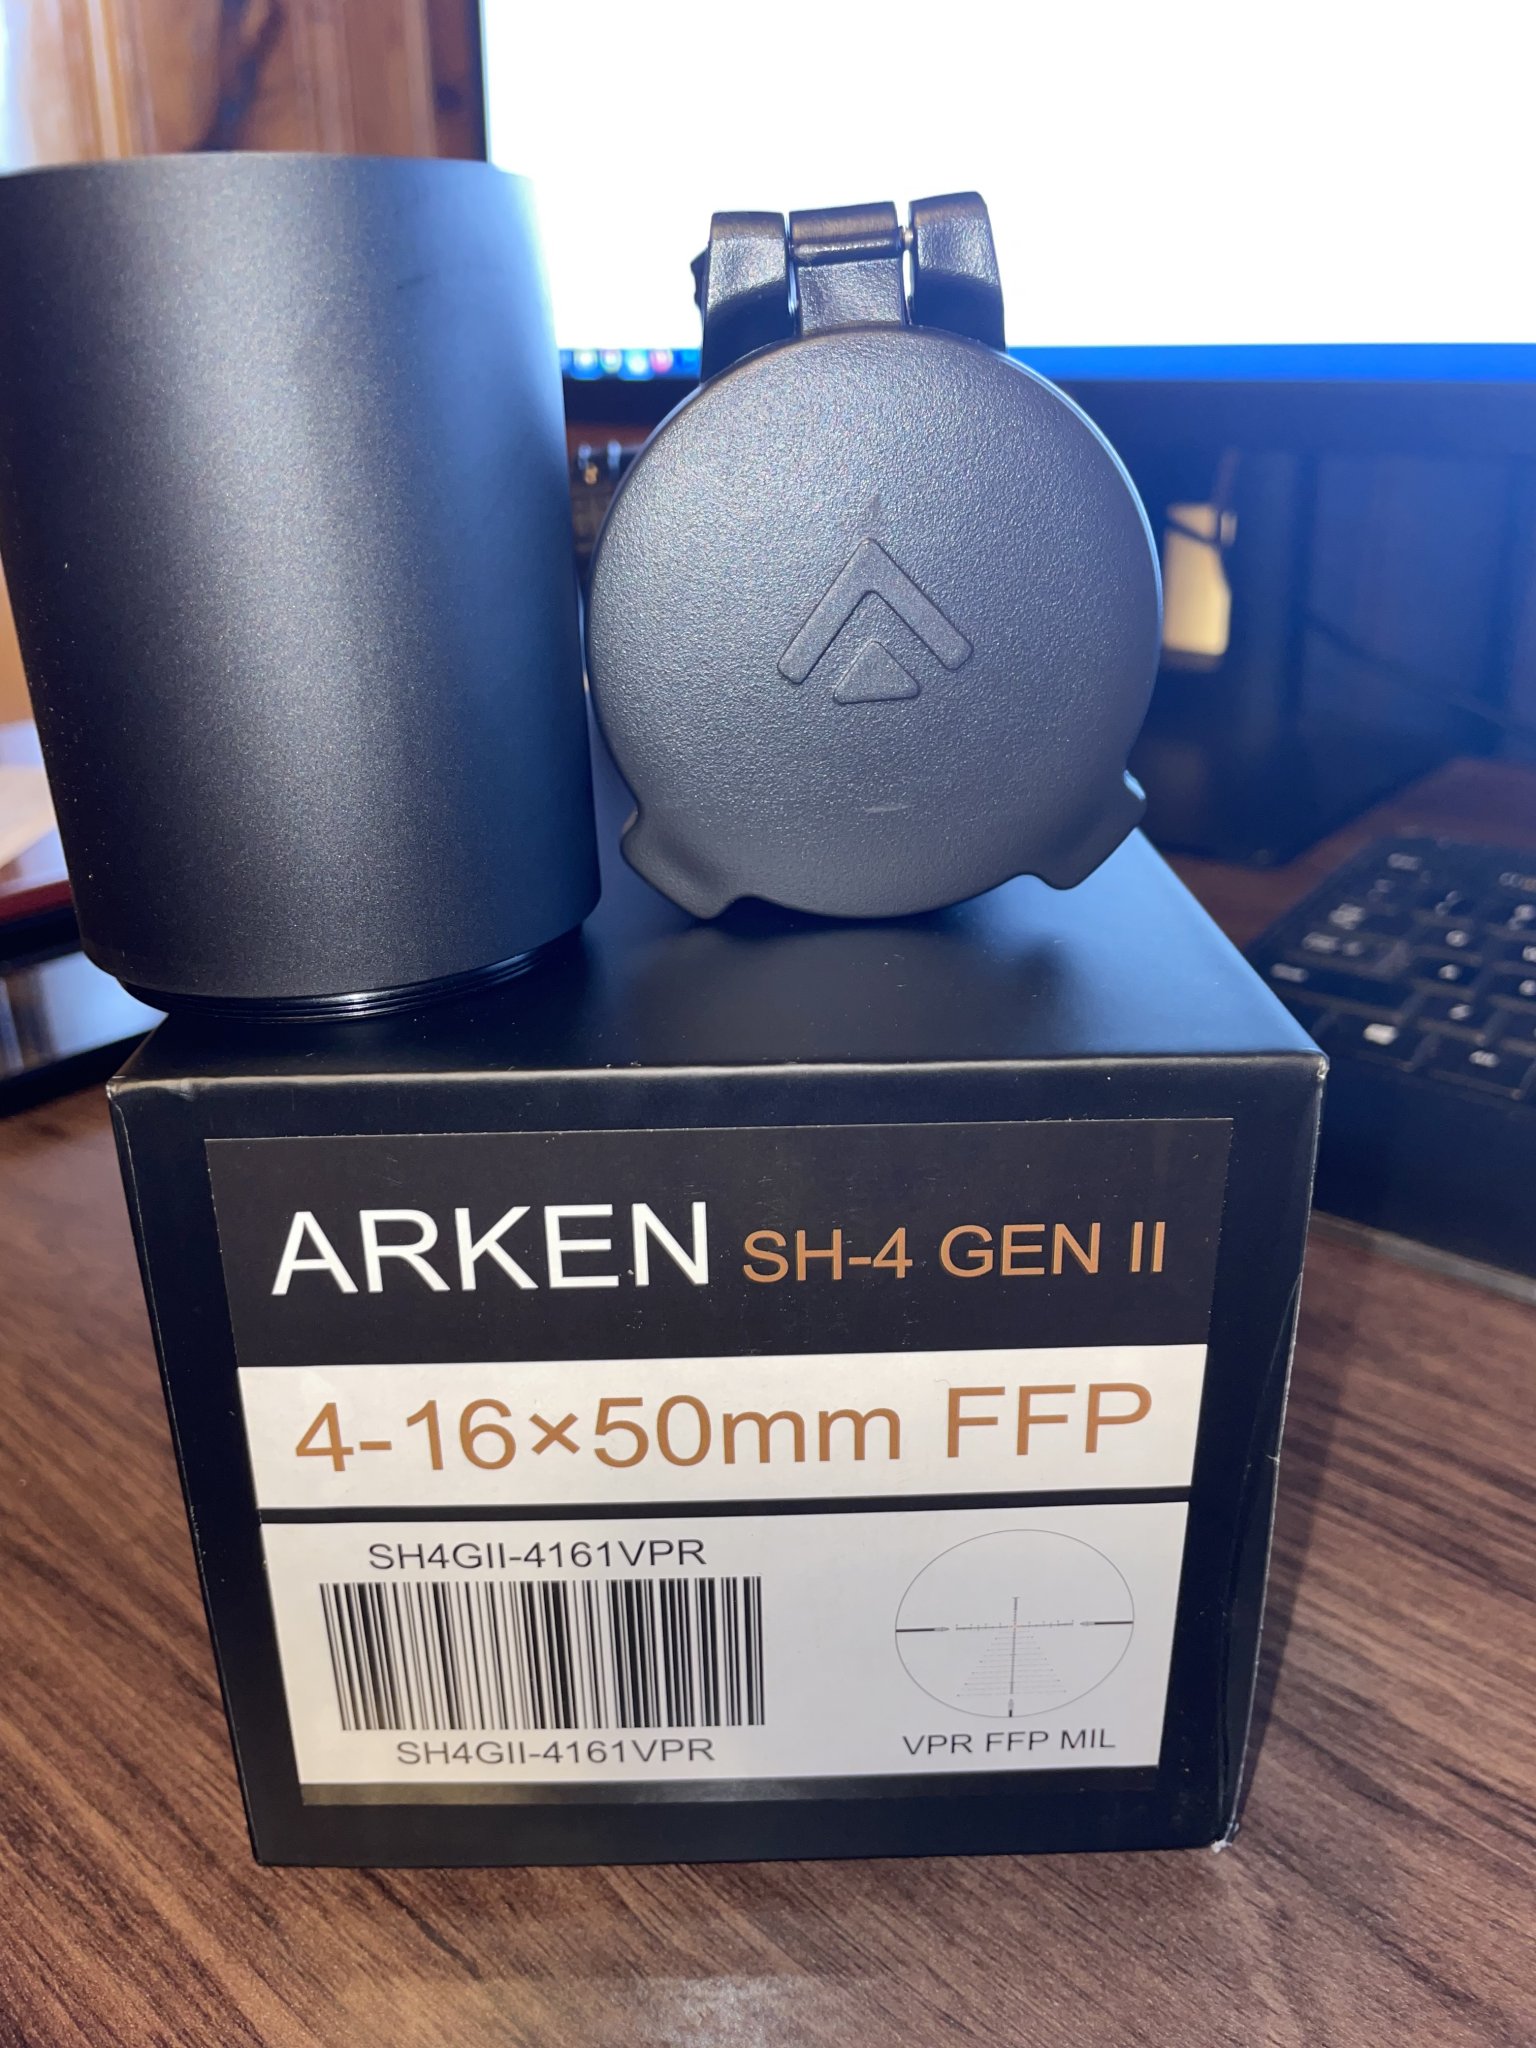 ARKEN SH-4 GEN II
4-16×50mm FFP
SH4GII-4161VPR
SH4GII-4161VPR
VPR FFP MIL